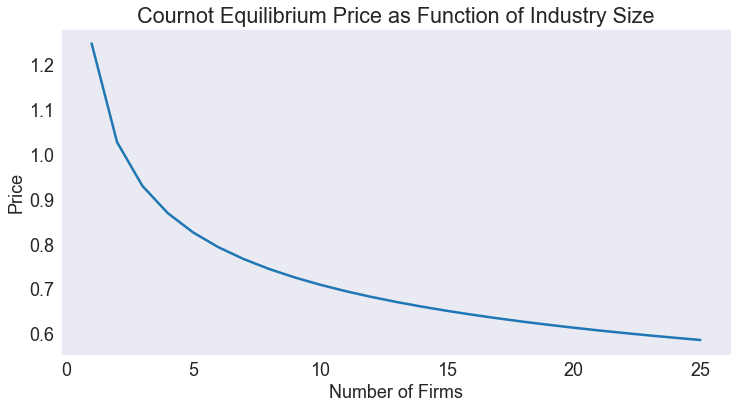 Cournot Equilibrium Price as Function of Industry Size
1.2
1.1
1.0
0.9
0.8
0.7
0.6
Price
0 5 10 15 20 25
Number of Firms